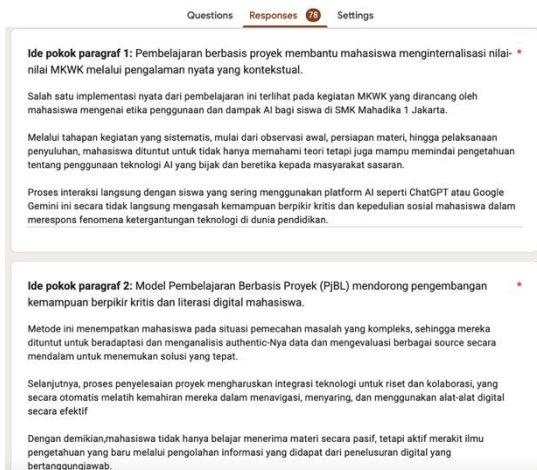 Questions Responses 78 Settings
Ide pokok paragraf 1: Pembelajaran berbasis proyek membantu mahasiswa menginternalisasi nilai- *
nilai MKWK melalui pengalaman nyata yang kontekstual.
Salah satu implementasi nyata dari pembelajaran ini terlihat pada kegiatan MKWK yang dirancang oleh
mahasiswa mengenai etika penggunaan dan dampak AI bagi siswa di SMK Mahadika 1 Jakarta.
Melalui tahapan kegiatan yang sistematis, mulai dari observasi awal, persiapan materi, hingga pelaksanaan
penyuluhan, mahasiswa dituntut untuk tidak hanya memahami teori tetapi juga mampu memindai pengetahuan
tentang penggunaan teknologi AI yang bijak dan beretika kepada masyarakat sasaran.
Proses interaksi langsung dengan siswa yang sering menggunakan platform AI seperti ChatGPT atau Google
Gemini ini secara tidak langsung mengasah kemampuan berpikir kritis dan kepedulian sosial mahasiswa dalam
merespons fenomena ketergantungan teknologi di dunia pendidikan.
Ide pokok paragraf 2: Model Pembelajaran Berbasis Proyek (PjBL) mendorong pengembangan *
kemampuan berpikir kritis dan literasi digital mahasiswa.
Metode ini menempatkan mahasiswa pada situasi pemecahan masalah yang kompleks, sehingga mereka
dituntut untuk beradaptasi dan menganalisis authentic-Nya data dan mengevaluasi berbagai source secara
mendalam untuk menemukan solusi yang tepat.
Selanjutnya, proses penyelesaian proyek mengharuskan integrasi teknologi untuk riset dan kolaborasi, yang
secara otomatis melatih kemahiran mereka dalam menavigasi, menyaring, dan menggunakan alat-alat digital
secara efektif
Dengan demikian,mahasiswa tidak hanya belajar menerima materi secara pasif, tetapi aktif merakit ilmu
pengetahuan yang baru melalui pengolahan informasi yang didapat dari penelusuran digital yang
bertanggungjawab.